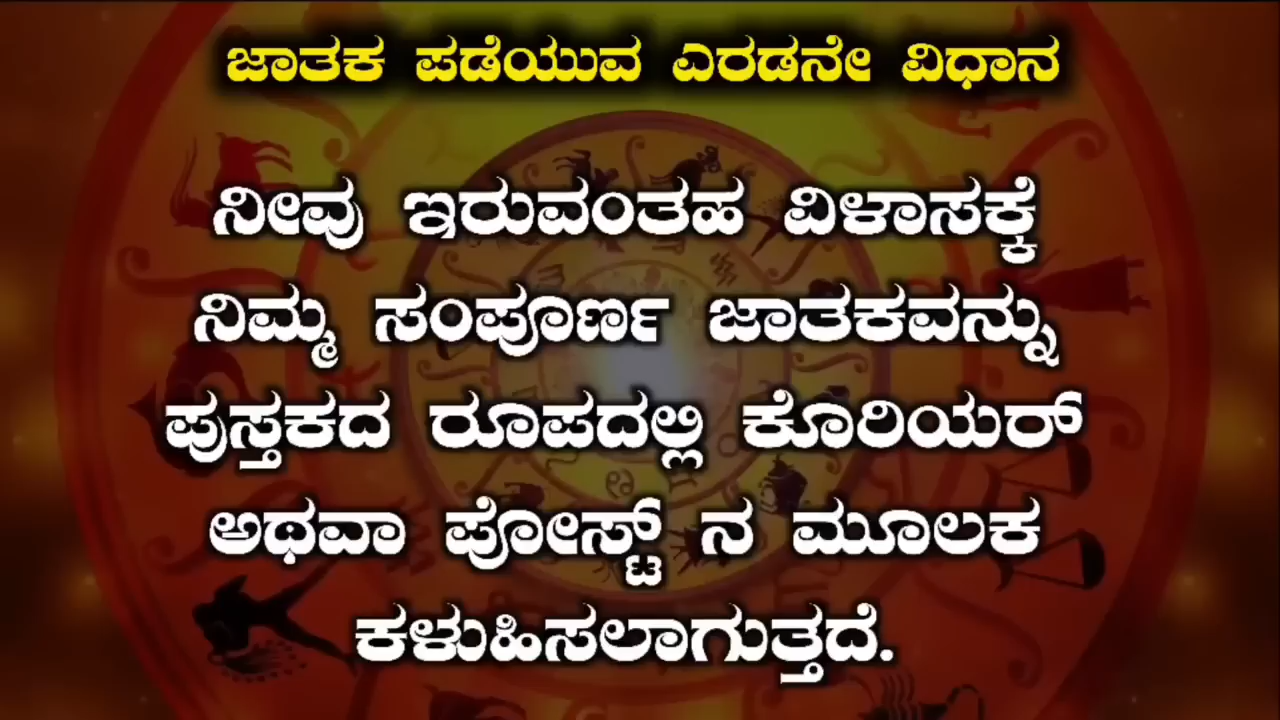 ಜಾತಕ ಪಡೆಯುವ ಎರಡನೇ ವಿಧಾನ
ನೀವು ಇರುವಂತಹ ವಿಳಾಸಕ್ಕೆ
ನಿಮ್ಮ ಸಂಪೂರ್ಣ ಜಾತಕವನ್ನು
ಪುಸ್ತಕದ ರೂಪದಲ್ಲಿ ಕೊರಿಯರ್
ಅಥವಾ ಪೋಸ್ಟ್ ನ ಮೂಲಕ
ಕಳುಹಿಸಲಾಗುತ್ತದೆ.